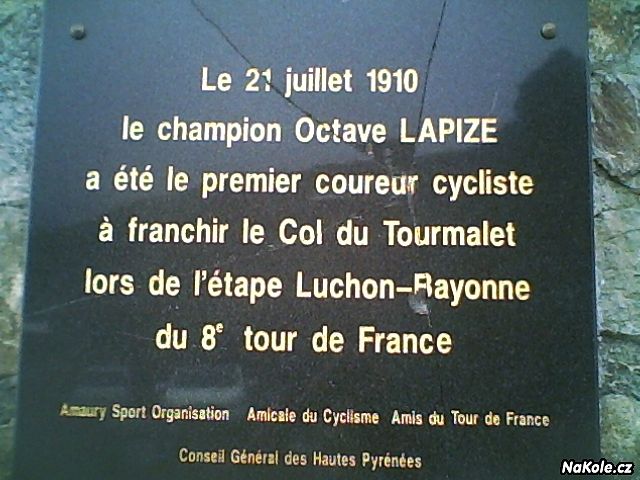 Le 21 juillet 1910
le champion Octave LAPIZE
a été le premier coureur cycliste
à franchir le Col du Tourmalet
lors de l'étape Luchon-Bayonne
du 8e tour de France
Amaury Sport Organisation Amicale du Cyclisme Amis du Tour de France
Conseil Général des Hautes Pyrénées
NaKole.cz